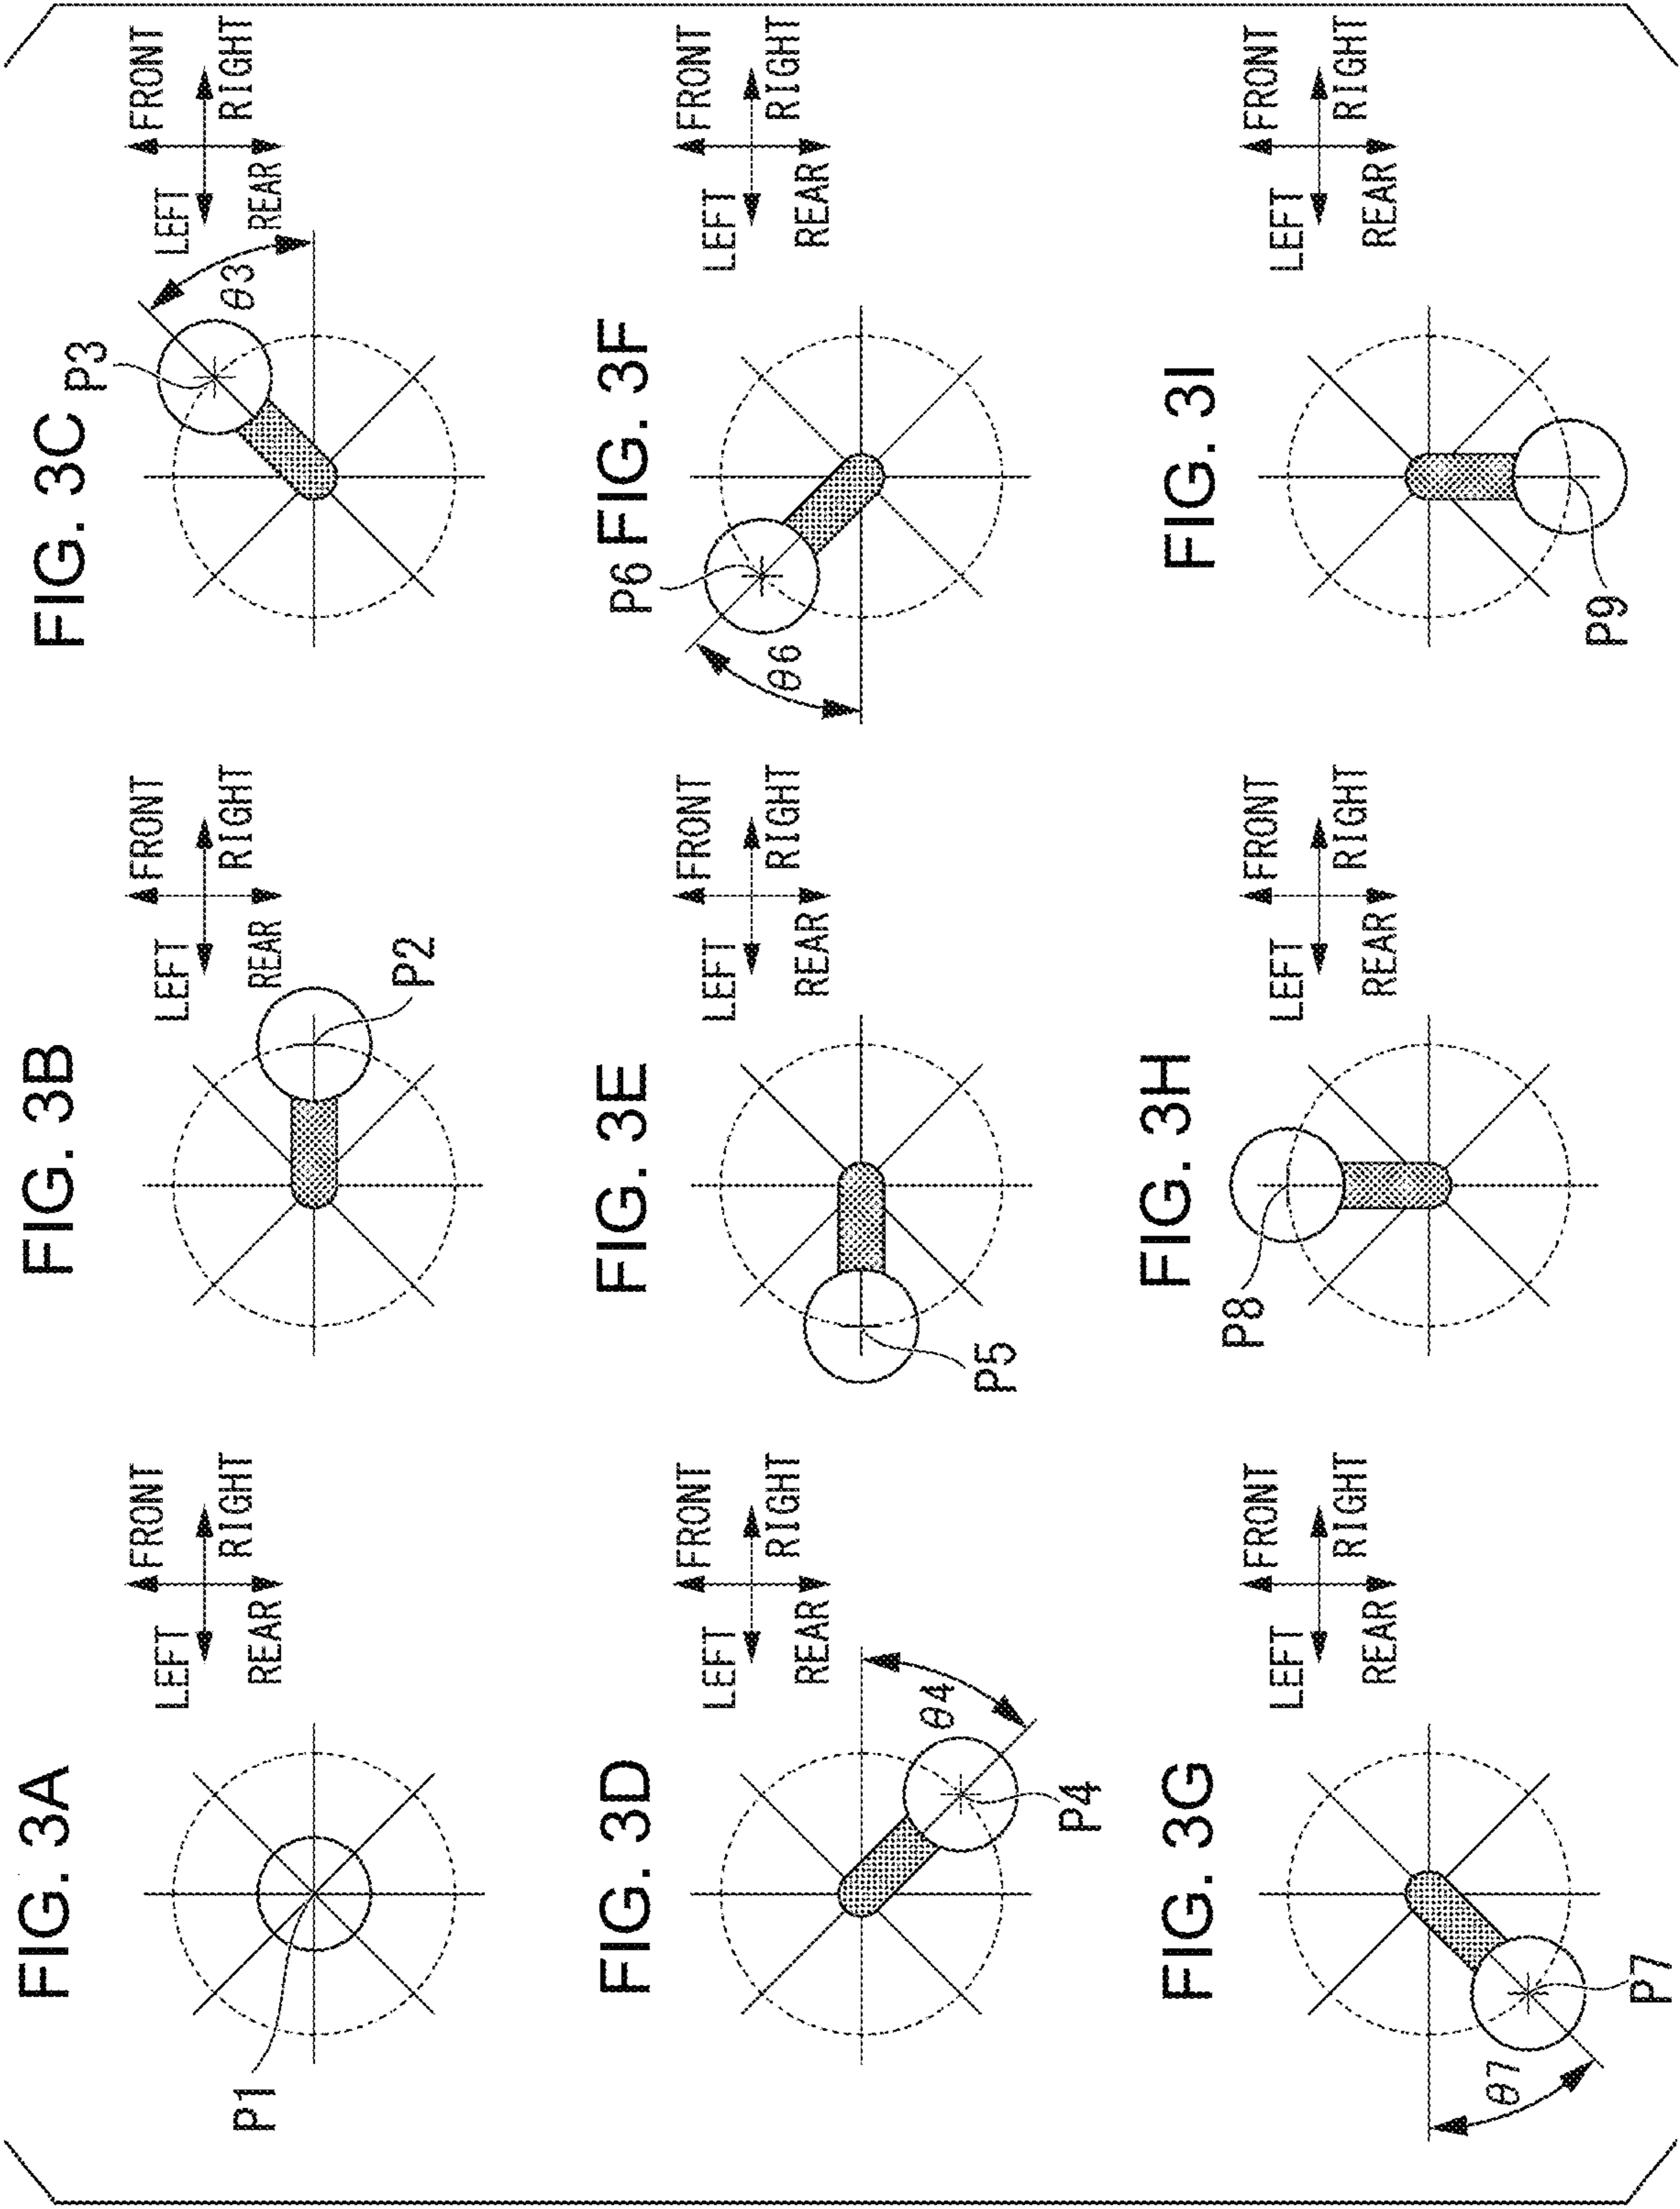 FIG. 3A
FRONT
LEFT
RIGHT
REAR
P1
FIG. 3B
FRONT
LEFT
RIGHT
REAR
P2
FIG. 3C
FRONT
LEFT
RIGHT
REAR
P3
θ3
FIG. 3D
FRONT
LEFT
RIGHT
REAR
θ4
P4
FIG. 3E
FRONT
LEFT
RIGHT
REAR
P5
FIG. 3F
FRONT
LEFT
RIGHT
REAR
P6
θ6
FIG. 3G
FRONT
LEFT
RIGHT
REAR
θ7
P7
FIG. 3H
FRONT
LEFT
RIGHT
REAR
P8
FIG. 3I
FRONT
LEFT
RIGHT
REAR
P9